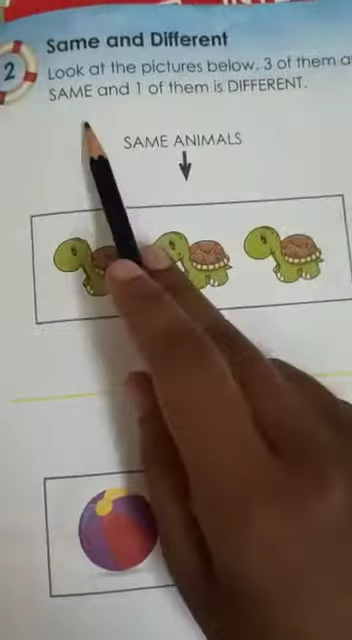 Same and Different
2
Look at the pictures below. 3 of them
SAME and 1 of them is DIFFERENT.
SAME ANIMALS